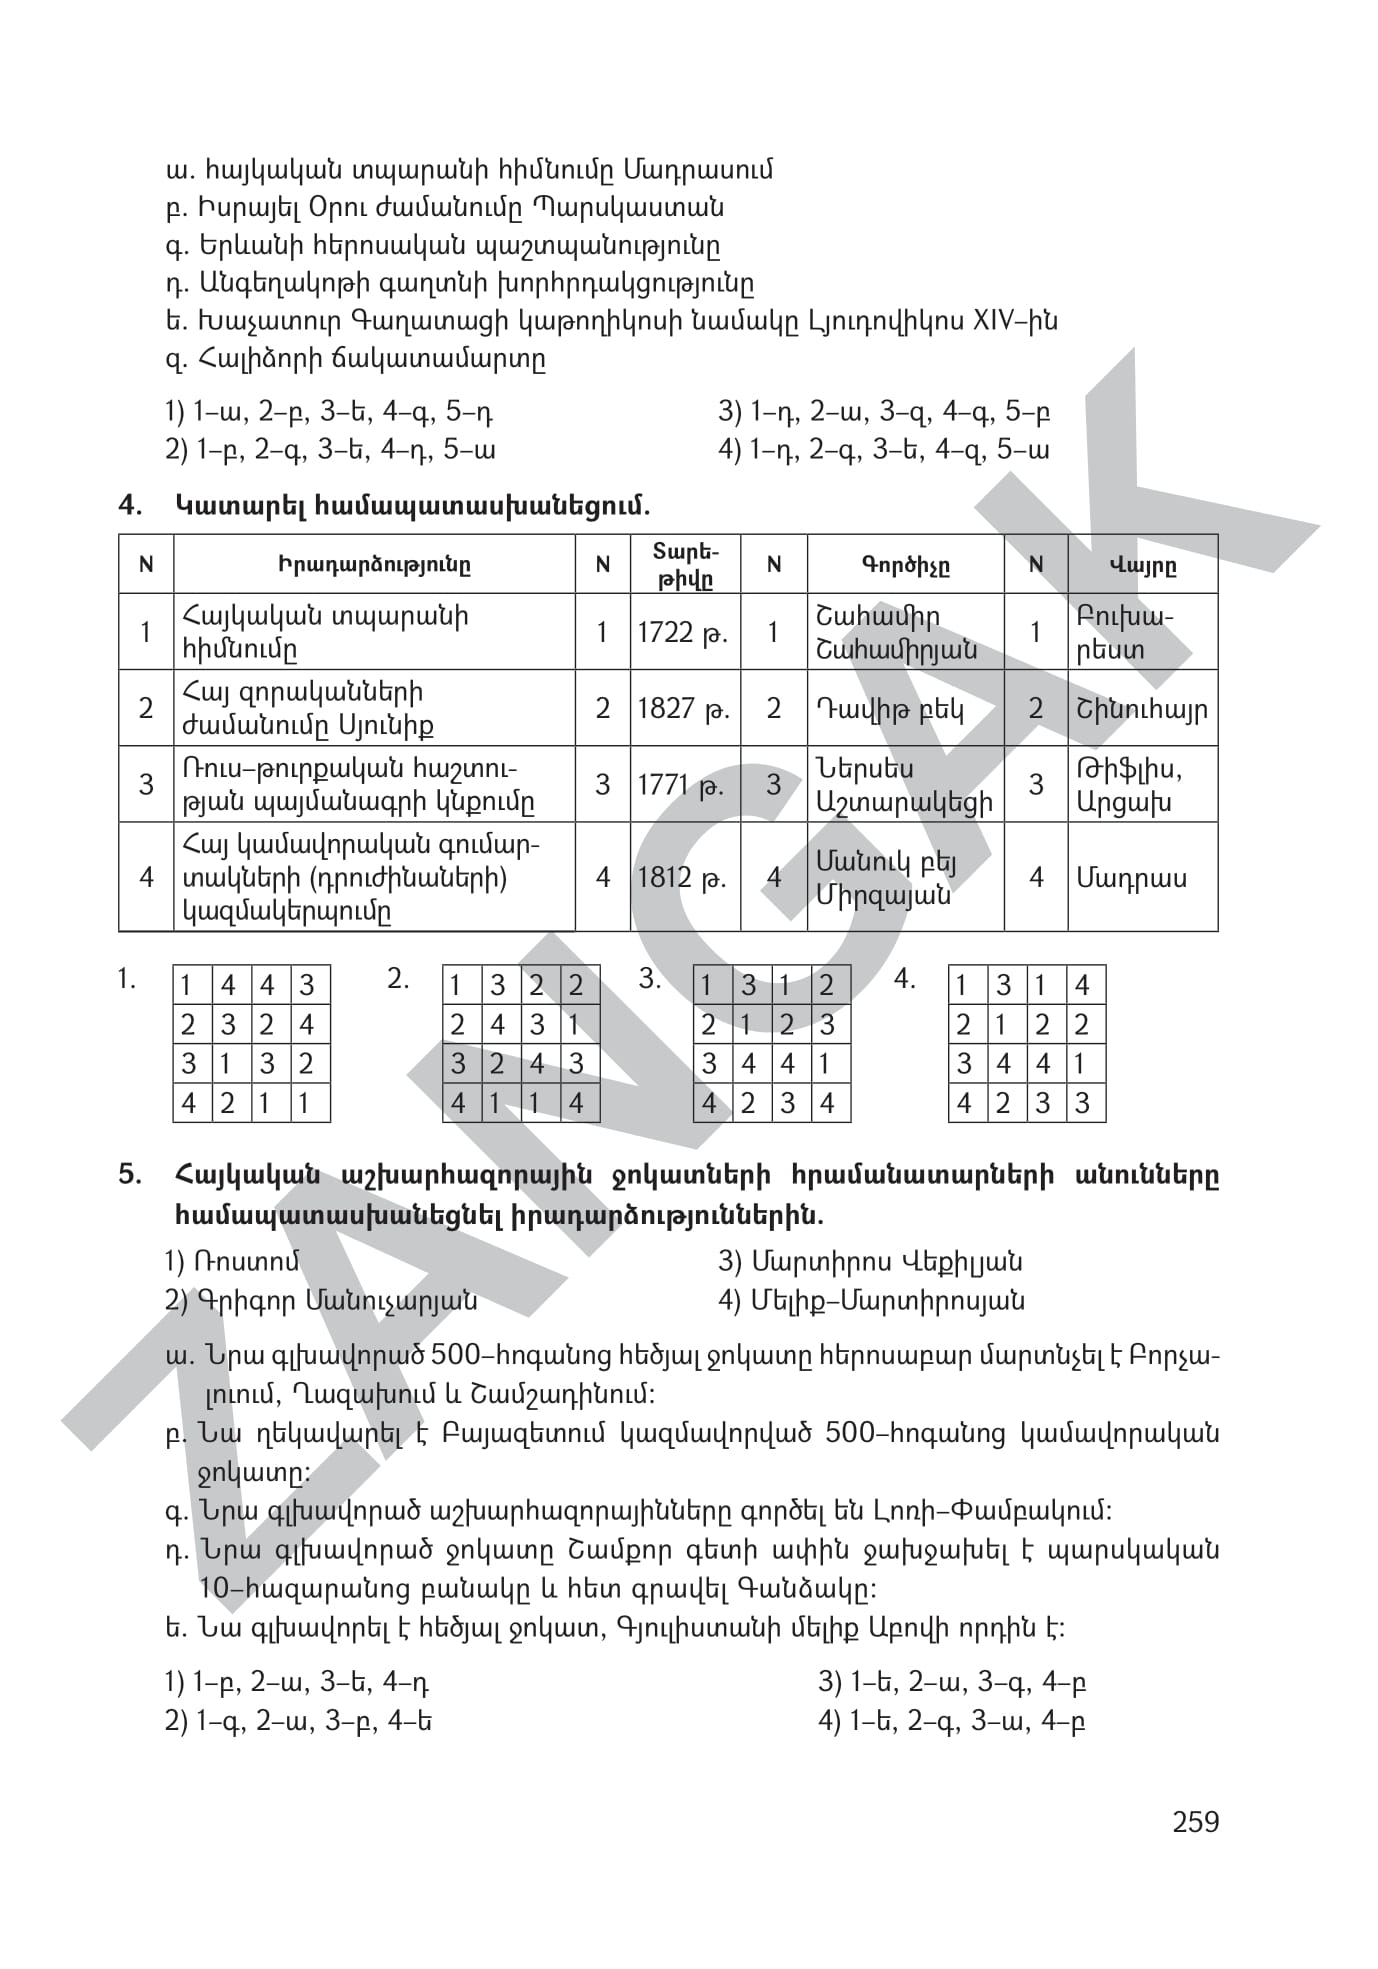 ա. հայկական տպարանի հիմնումը Մադրասում
բ. Իսրայել Օրու ժամանումը Պարսկաստան
գ. Երևանի հերոսական պաշտպանությունը
դ. Անգեղակոթի գաղտնի խորհրդակցությունը
ե. Խաչատուր Գաղատացի կաթողիկոսի նամակը Լյուդովիկոս XIV–ին
զ. Հալիձորի ճակատամարտը
1) 1–ա, 2–բ, 3–ե, 4–գ, 5–դ
3) 1–դ, 2–ա, 3–զ, 4–գ, 5–բ
2) 1–բ, 2–գ, 3–ե, 4–դ, 5–ա
4) 1–դ, 2–գ, 3–ե, 4–զ, 5–ա
4. Կատարել համապատասխանեցում.
N Իրադարձությունը N Տարե-
թիվը N Գործիչը N Վայրը
1 Հայկական տպարանի
հիմնումը 1 1722 թ. 1 Շահամիր
Շահամիրյան 1 Բուխա-
րեստ
2 Հայ զորականների
ժամանումը Սյունիք 2 1827 թ. 2 Դավիթ բեկ 2 Շինուհայր
3 Ռուս–թուրքական հաշտու-
թյան պայմանագրի կնքումը 3 1771 թ. 3 Ներսես
Աշտարակեցի 3 Թիֆլիս,
Արցախ
4 Հայ կամավորական գումար-
տակների (դրուժինաների)
կազմակերպումը 4 1812 թ. 4 Մանուկ բեյ
Միրզայան 4 Մադրաս
1. 1 4 4 3
2 3 2 4
3 1 3 2
4 2 1 1
2. 1 3 2 2
2 4 3 1
3 2 4 3
4 1 1 4
3. 1 3 1 2
2 1 2 3
3 4 4 1
4 2 3 4
4. 1 3 1 4
2 1 2 2
3 4 4 1
4 2 3 3
5. Հայկական աշխարհազորային ջոկատների հրամանատարների անունները
համապատասխանեցնել իրադարձություններին.
1) Ռոստոմ
3) Մարտիրոս Վեքիլյան
2) Գրիգոր Մանուչարյան
4) Մելիք–Մարտիրոսյան
ա. Նրա գլխավորած 500–հոգանոց հեծյալ ջոկատը հերոսաբար մարտնչել է Բորչա-
լուում, Ղազախում և Շամշադինում:
բ. Նա ղեկավարել է Բայազետում կազմավորված 500–հոգանոց կամավորական
ջոկատը:
գ. Նրա գլխավորած աշխարհազորայինները գործել են Լոռի–Փամբակում:
դ. Նրա գլխավորած ջոկատը Շամքոր գետի ափին ջախջախել է պարսկական
10–հազարանոց բանակը և հետ գրավել Գանձակը:
ե. Նա գլխավորել է հեծյալ ջոկատ, Գյուլիստանի մելիք Աբովի որդին է:
1) 1–բ, 2–ա, 3–ե, 4–դ
3) 1–ե, 2–ա, 3–գ, 4–բ
2) 1–գ, 2–ա, 3–բ, 4–ե
4) 1–ե, 2–գ, 3–ա, 4–բ
259
ZANGAK